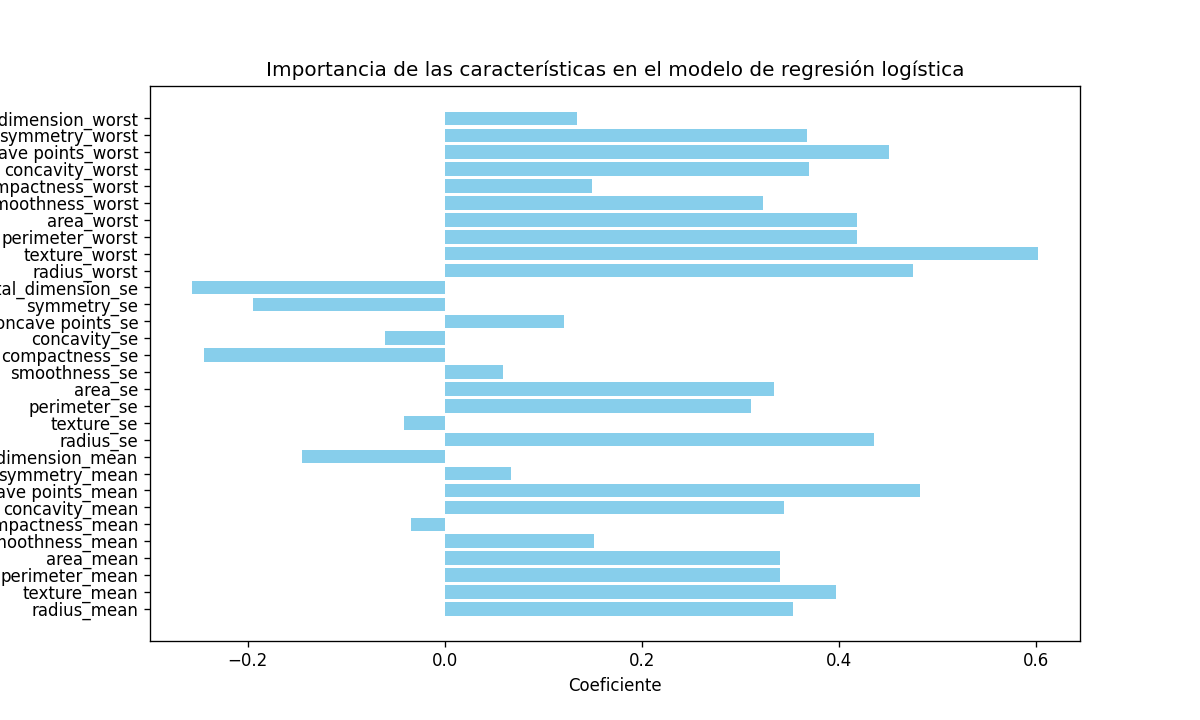 Importancia de las características en el modelo de regresión logística
dimension_worst
symmetry_worst
ave points_worst
concavity_worst
mpactness_worst
moothness_worst
area_worst
perimeter_worst
texture_worst
radius_worst
tal_dimension_se
symmetry_se
oncave points_se
concavity_se
compactness_se
smoothness_se
area_se
perimeter_se
texture_se
radius_se
dimension_mean
symmetry_mean
ave points_mean
concavity_mean
mpactness_mean
moothness_mean
area_mean
perimeter_mean
texture_mean
radius_mean
−0.2 0.0 0.2 0.4 0.6
Coeficiente